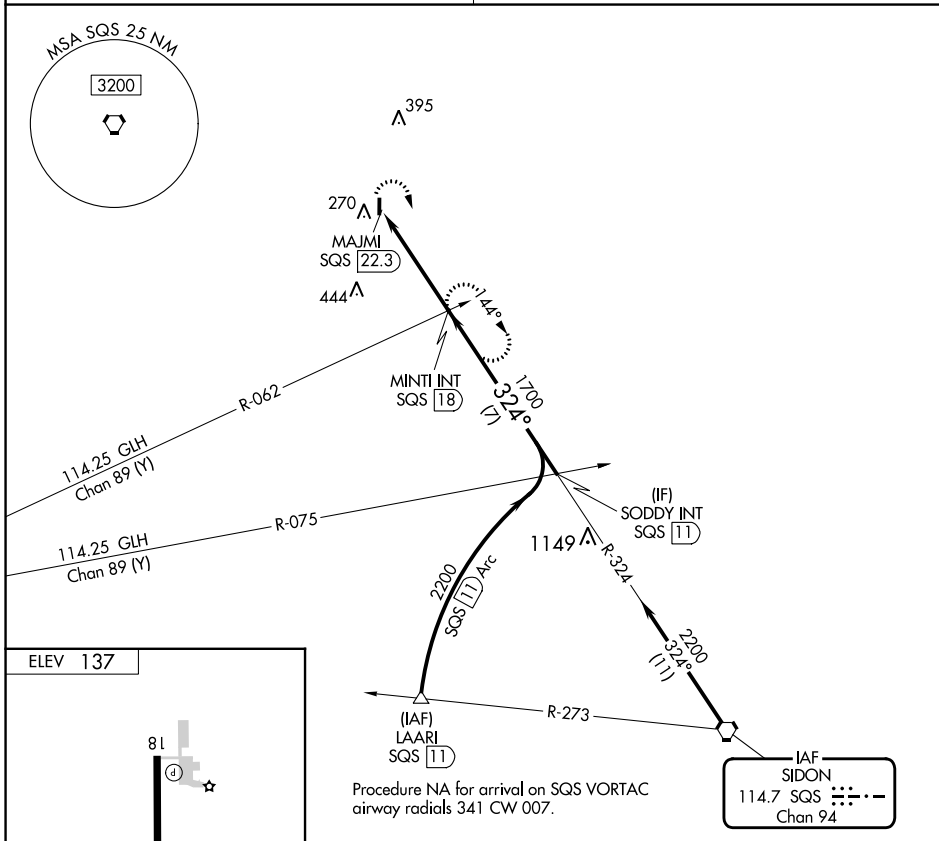 MSA SQS 25 NM
3200
395
270
MAJMI
SQS 22.3
444
144°
MINTI INT
SQS 18
1700
324°
(7)
R-062
114.25 GLH
Chan 89 (Y)
(IF)
SODDY INT
SQS 11
R-075
114.25 GLH
Chan 89 (Y)
1149
R-324
2200
SQS 11 Arc
2200
324°
(11)
ELEV 137
R-273
(IAF)
LAARI
SQS 11
18
P
IAF
SIDON
114.7 SQS
Chan 94
Procedure NA for arrival on SQS VORTAC
airway radials 341 CW 007.